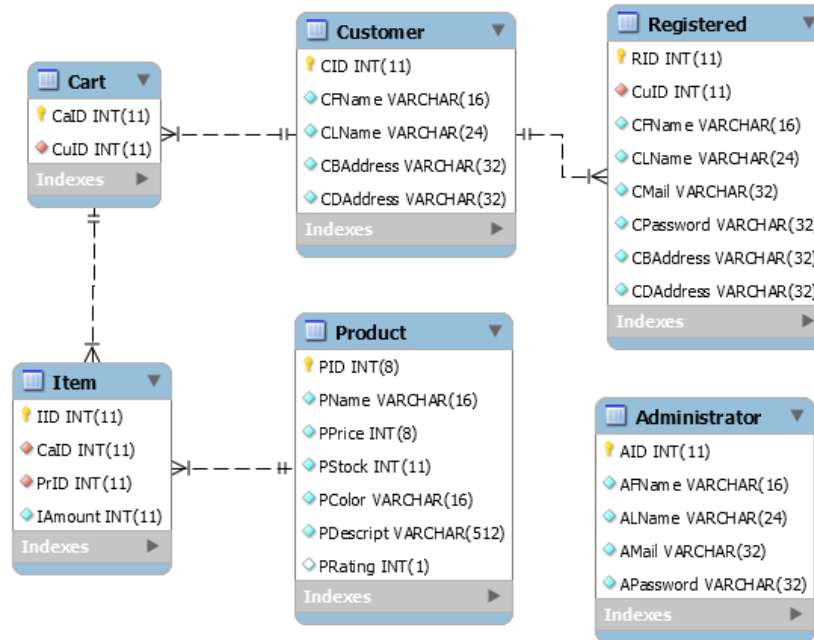 Cart
CaID INT(11)
CuID INT(11)
Indexes
Customer
CID INT(11)
CFName VARCHAR(16)
CLName VARCHAR(24)
CBAddress VARCHAR(32)
CDAddress VARCHAR(32)
Indexes
Registered
RID INT(11)
CuID INT(11)
CFName VARCHAR(16)
CLName VARCHAR(24)
CMail VARCHAR(32)
CPassword VARCHAR(32)
CBAddress VARCHAR(32)
CDAddress VARCHAR(32)
Indexes
Item
IID INT(11)
CaID INT(11)
PrID INT(11)
IAmount INT(11)
Indexes
Product
PID INT(8)
PName VARCHAR(16)
PPrice INT(8)
PStock INT(11)
PColor VARCHAR(16)
PDescript VARCHAR(512)
PRating INT(1)
Indexes
Administrator
AID INT(11)
AFName VARCHAR(16)
ALName VARCHAR(24)
AMail VARCHAR(32)
APassword VARCHAR(32)
Indexes